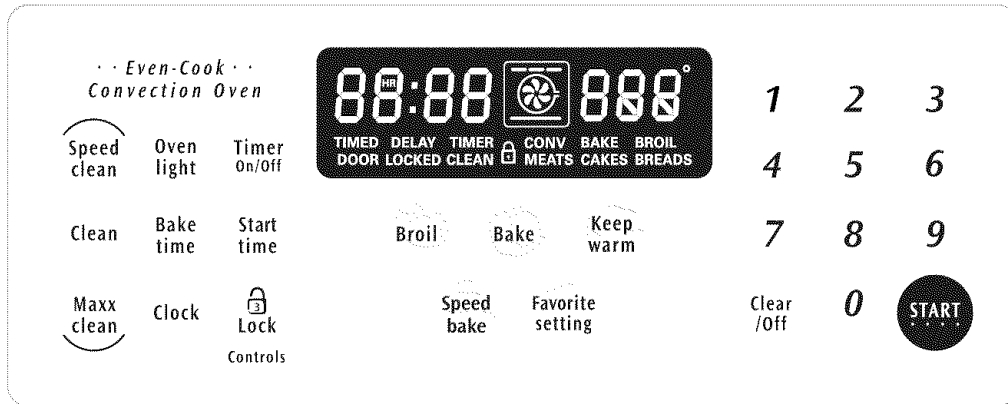 · · Even-Cook · ·
Convection Oven
Speed
clean
Oven
light
Timer
On/Off
Clean
Bake
time
Start
time
Maxx
clean
Clock
3
Lock
Controls
88:88 888°
HR
TIMED DELAY TIMER CONV BAKE BROIL
DOOR LOCKED CLEAN MEATS CAKES BREADS
Broil
Bake
Keep
warm
Speed
bake
Favorite
setting
1 2 3
4 5 6
7 8 9
Clear
/Off
0
START